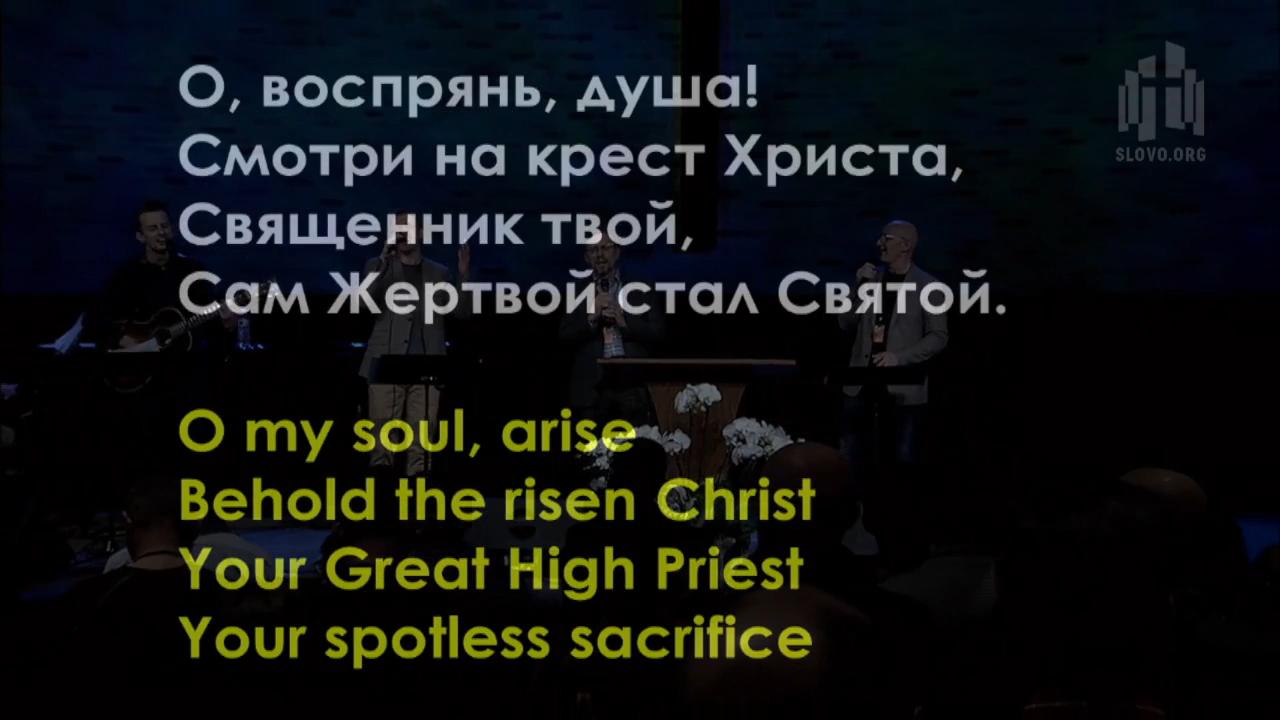 О, воспрянь, душа!
Смотри на крест Христа,
Священник твой,
Сам Жертвой стал Святой.
SLOVO.ORG
O my soul, arise
Behold the risen Christ
Your Great High Priest
Your spotless sacrifice